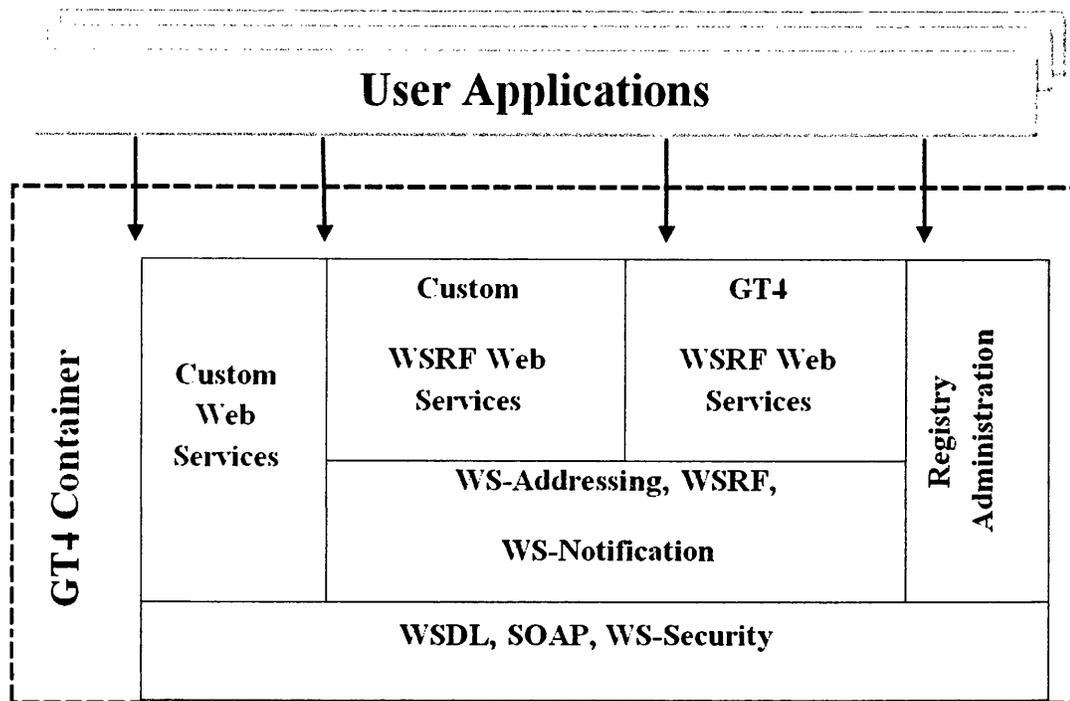 User Applications
GT4 Container
Custom
Web
Services
Custom
WSRF Web
Services
GT4
WSRF Web
Services
Registry
Administration
WS-Addressing, WSRF,
WS-Notification
WSDL, SOAP, WS-Security